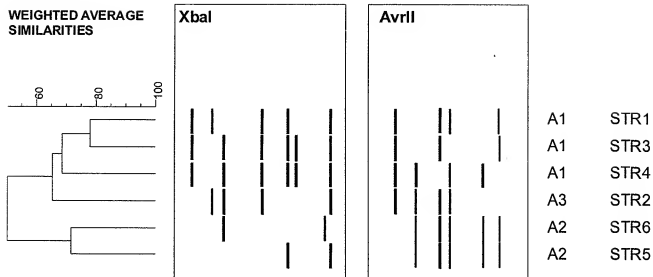 WEIGHTED AVERAGE
SIMILARITIES
XbaI
AvrII
60
80
100
A1 STR1
A1 STR3
A1 STR4
A3 STR2
A2 STR6
A2 STR5